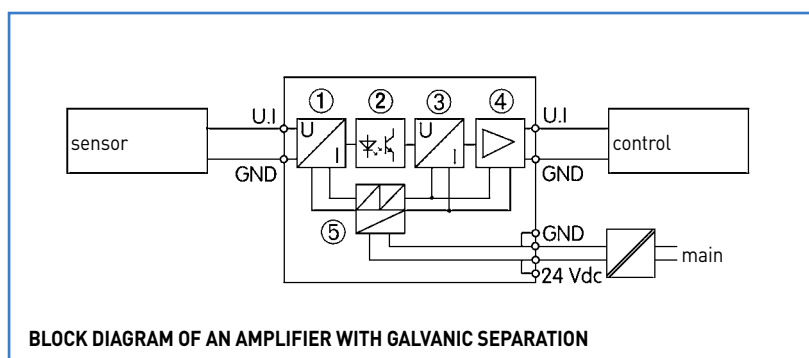 ① ② ③ ④
U.I U.I
sensor U I U I control
GND GND
⑤
GND
main
24 Vdc
BLOCK DIAGRAM OF AN AMPLIFIER WITH GALVANIC SEPARATION